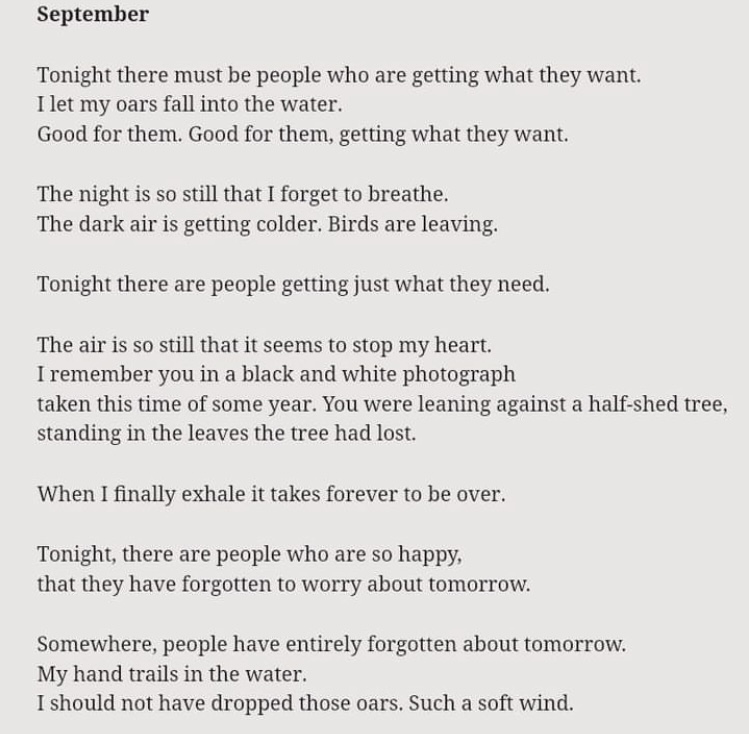 September
Tonight there must be people who are getting what they want.
I let my oars fall into the water.
Good for them. Good for them, getting what they want.
The night is so still that I forget to breathe.
The dark air is getting colder. Birds are leaving.
Tonight there are people getting just what they need.
The air is so still that it seems to stop my heart.
I remember you in a black and white photograph
taken this time of some year. You were leaning against a half-shed tree,
standing in the leaves the tree had lost.
When I finally exhale it takes forever to be over.
Tonight, there are people who are so happy,
that they have forgotten to worry about tomorrow.
Somewhere, people have entirely forgotten about tomorrow.
My hand trails in the water.
I should not have dropped those oars. Such a soft wind.